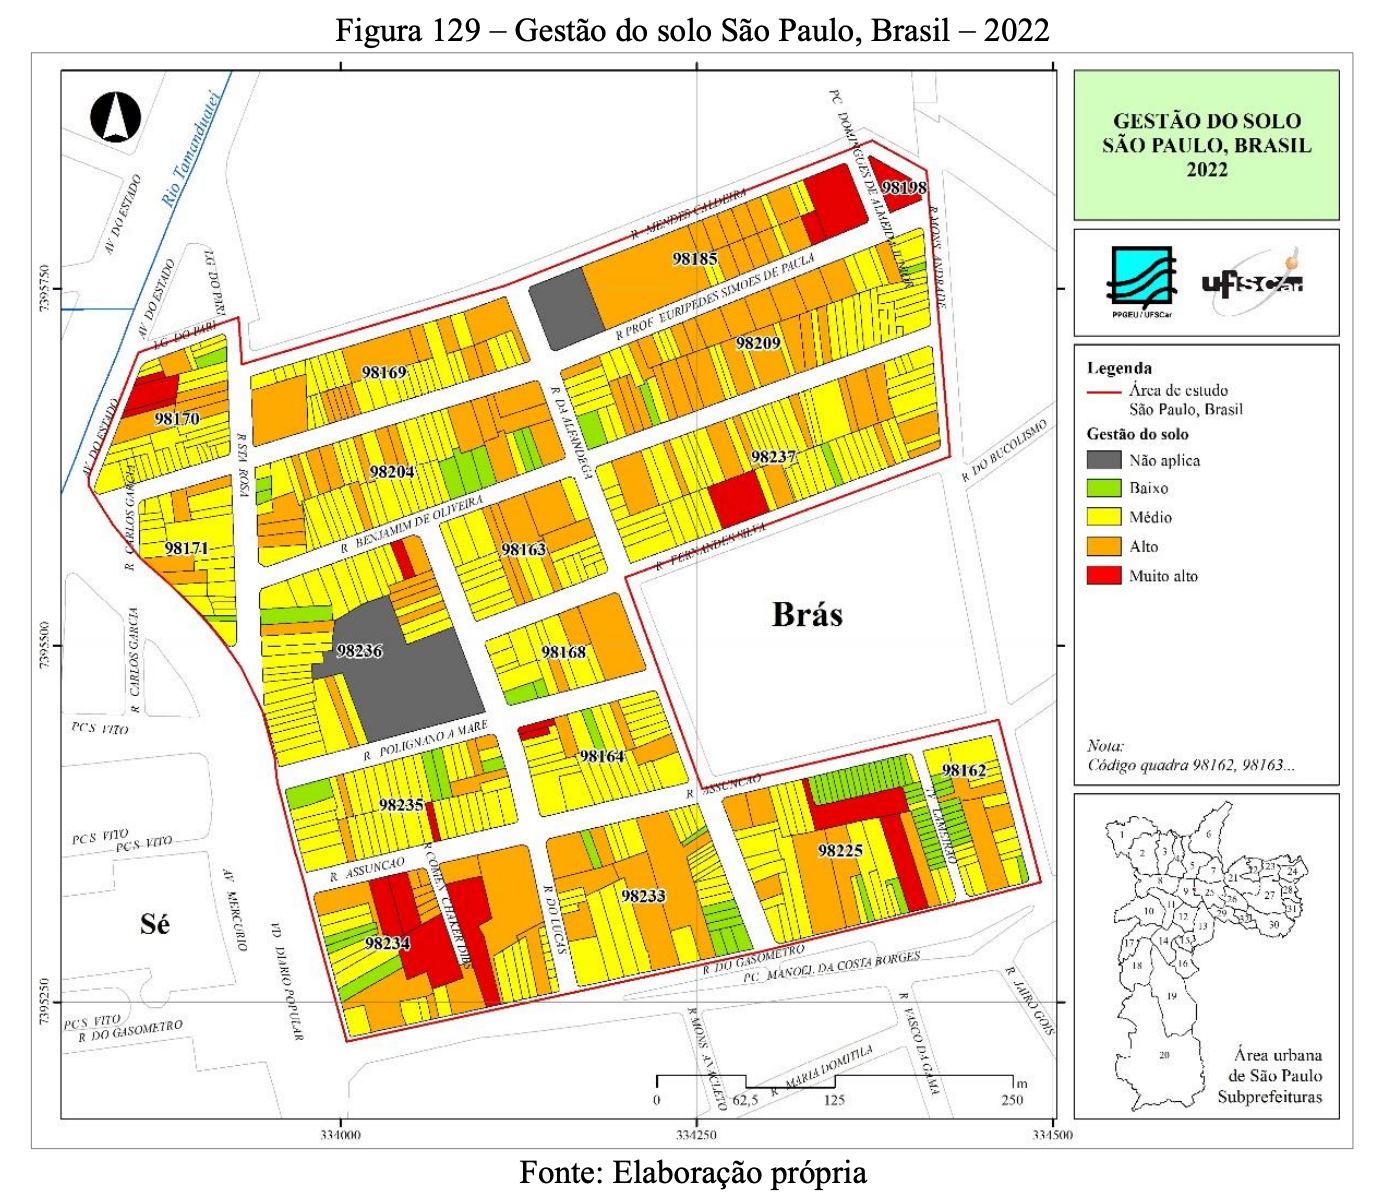 Figura 129 – Gestão do solo São Paulo, Brasil – 2022
GESTÃO DO SOLO
SÃO PAULO, BRASIL
2022
PPGEU / UFSCar
ufscar
Legenda
Área de estudo
São Paulo, Brasil
Gestão do solo
Não aplica
Baixo
Médio
Alto
Muito alto
Nota:
Código quadra 98162, 98163...
Área urbana
de São Paulo
Subprefeituras
1
6
2
3
4
5
7
21
22
23
24
8
9
25
26
27
28
31
10
11
12
13
29
33
30
17
14
15
16
18
19
20
7395750
7395500
7395250
334000
334250
334500
Rio Tamanduateí
AV DO ESTADO
AV DO ESTADO
AV DO ESTADO
LG DO PARI
LG DO PARI
PC DOMINGUES DE ALMEIDA JUNIOR
R MENDES CALDEIRA
R MONS ANDRADE
R PROF EURIPEDES SIMOES DE PAULA
R DA ALFANDEGA
R STA ROSA
R CARLOS GARCIA
R CARLOS GARCIA
R BENJAMIM DE OLIVEIRA
R FERNANDES SILVA
R DO BUCOLISMO
R POLIGNANO A MARE
R ASSUNCAO
R ASSUNCAO
R COMEN CHAKER DIBS
R DO LUCAS
TV LAMEIRAO
R DO GASOMETRO
PC MANOEL DA COSTA BORGES
R JAIRO GOIS
R VASCO DA GAMA
R MARIA DOMITILA
R MONS ANACLETO
PC S VITO
PC S VITO
PC S VITO
PC S VITO
R DO GASOMETRO
AV MERCURIO
VD DIARIO POPULAR
98198
98185
98209
98169
98170
98204
98237
98171
98163
98236
98168
98164
98235
98162
98225
98233
98234
Brás
Sé
0
62,5
125
250
m
Fonte: Elaboração própria